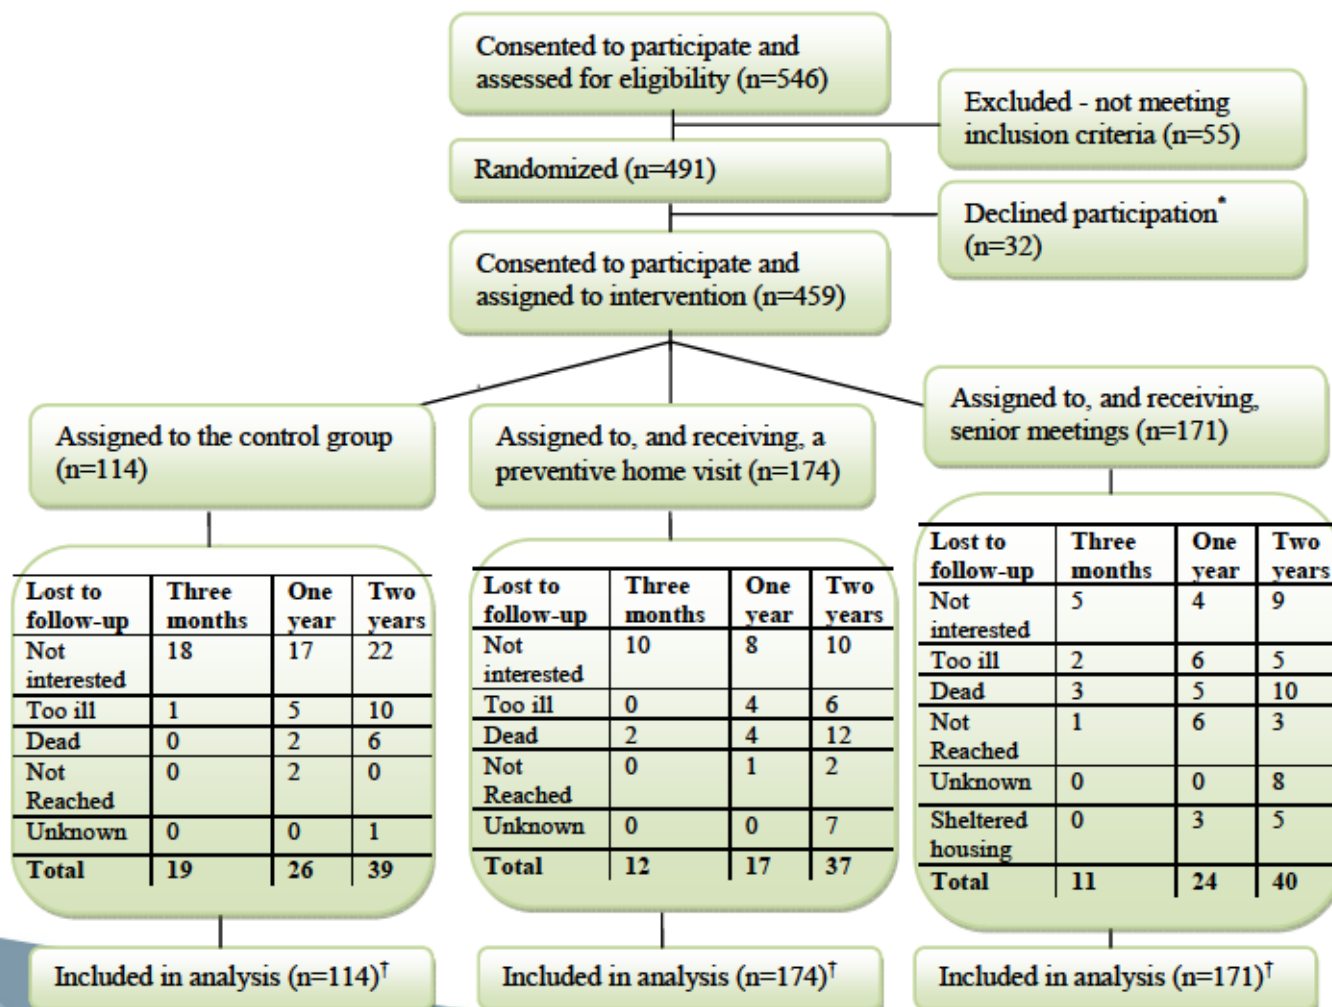 Consented to participate and
assessed for eligibility (n=546)
Excluded - not meeting
inclusion criteria (n=55)
Randomized (n=491)
Declined participation*
(n=32)
Consented to participate and
assigned to intervention (n=459)
Assigned to the control group
(n=114)
Assigned to, and receiving, a
preventive home visit (n=174)
Assigned to, and receiving,
senior meetings (n=171)
Lost to follow-up Three months One year Two years
Not interested 18 17 22
Too ill 1 5 10
Dead 0 2 6
Not Reached 0 2 0
Unknown 0 0 1
Total 19 26 39
Lost to follow-up Three months One year Two years
Not interested 10 8 10
Too ill 0 4 6
Dead 2 4 12
Not Reached 0 1 2
Unknown 0 0 7
Total 12 17 37
Lost to follow-up Three months One year Two years
Not interested 5 4 9
Too ill 2 6 5
Dead 3 5 10
Not Reached 1 6 3
Unknown 0 0 8
Sheltered housing 0 3 5
Total 11 24 40
Included in analysis (n=114)†
Included in analysis (n=174)†
Included in analysis (n=171)†